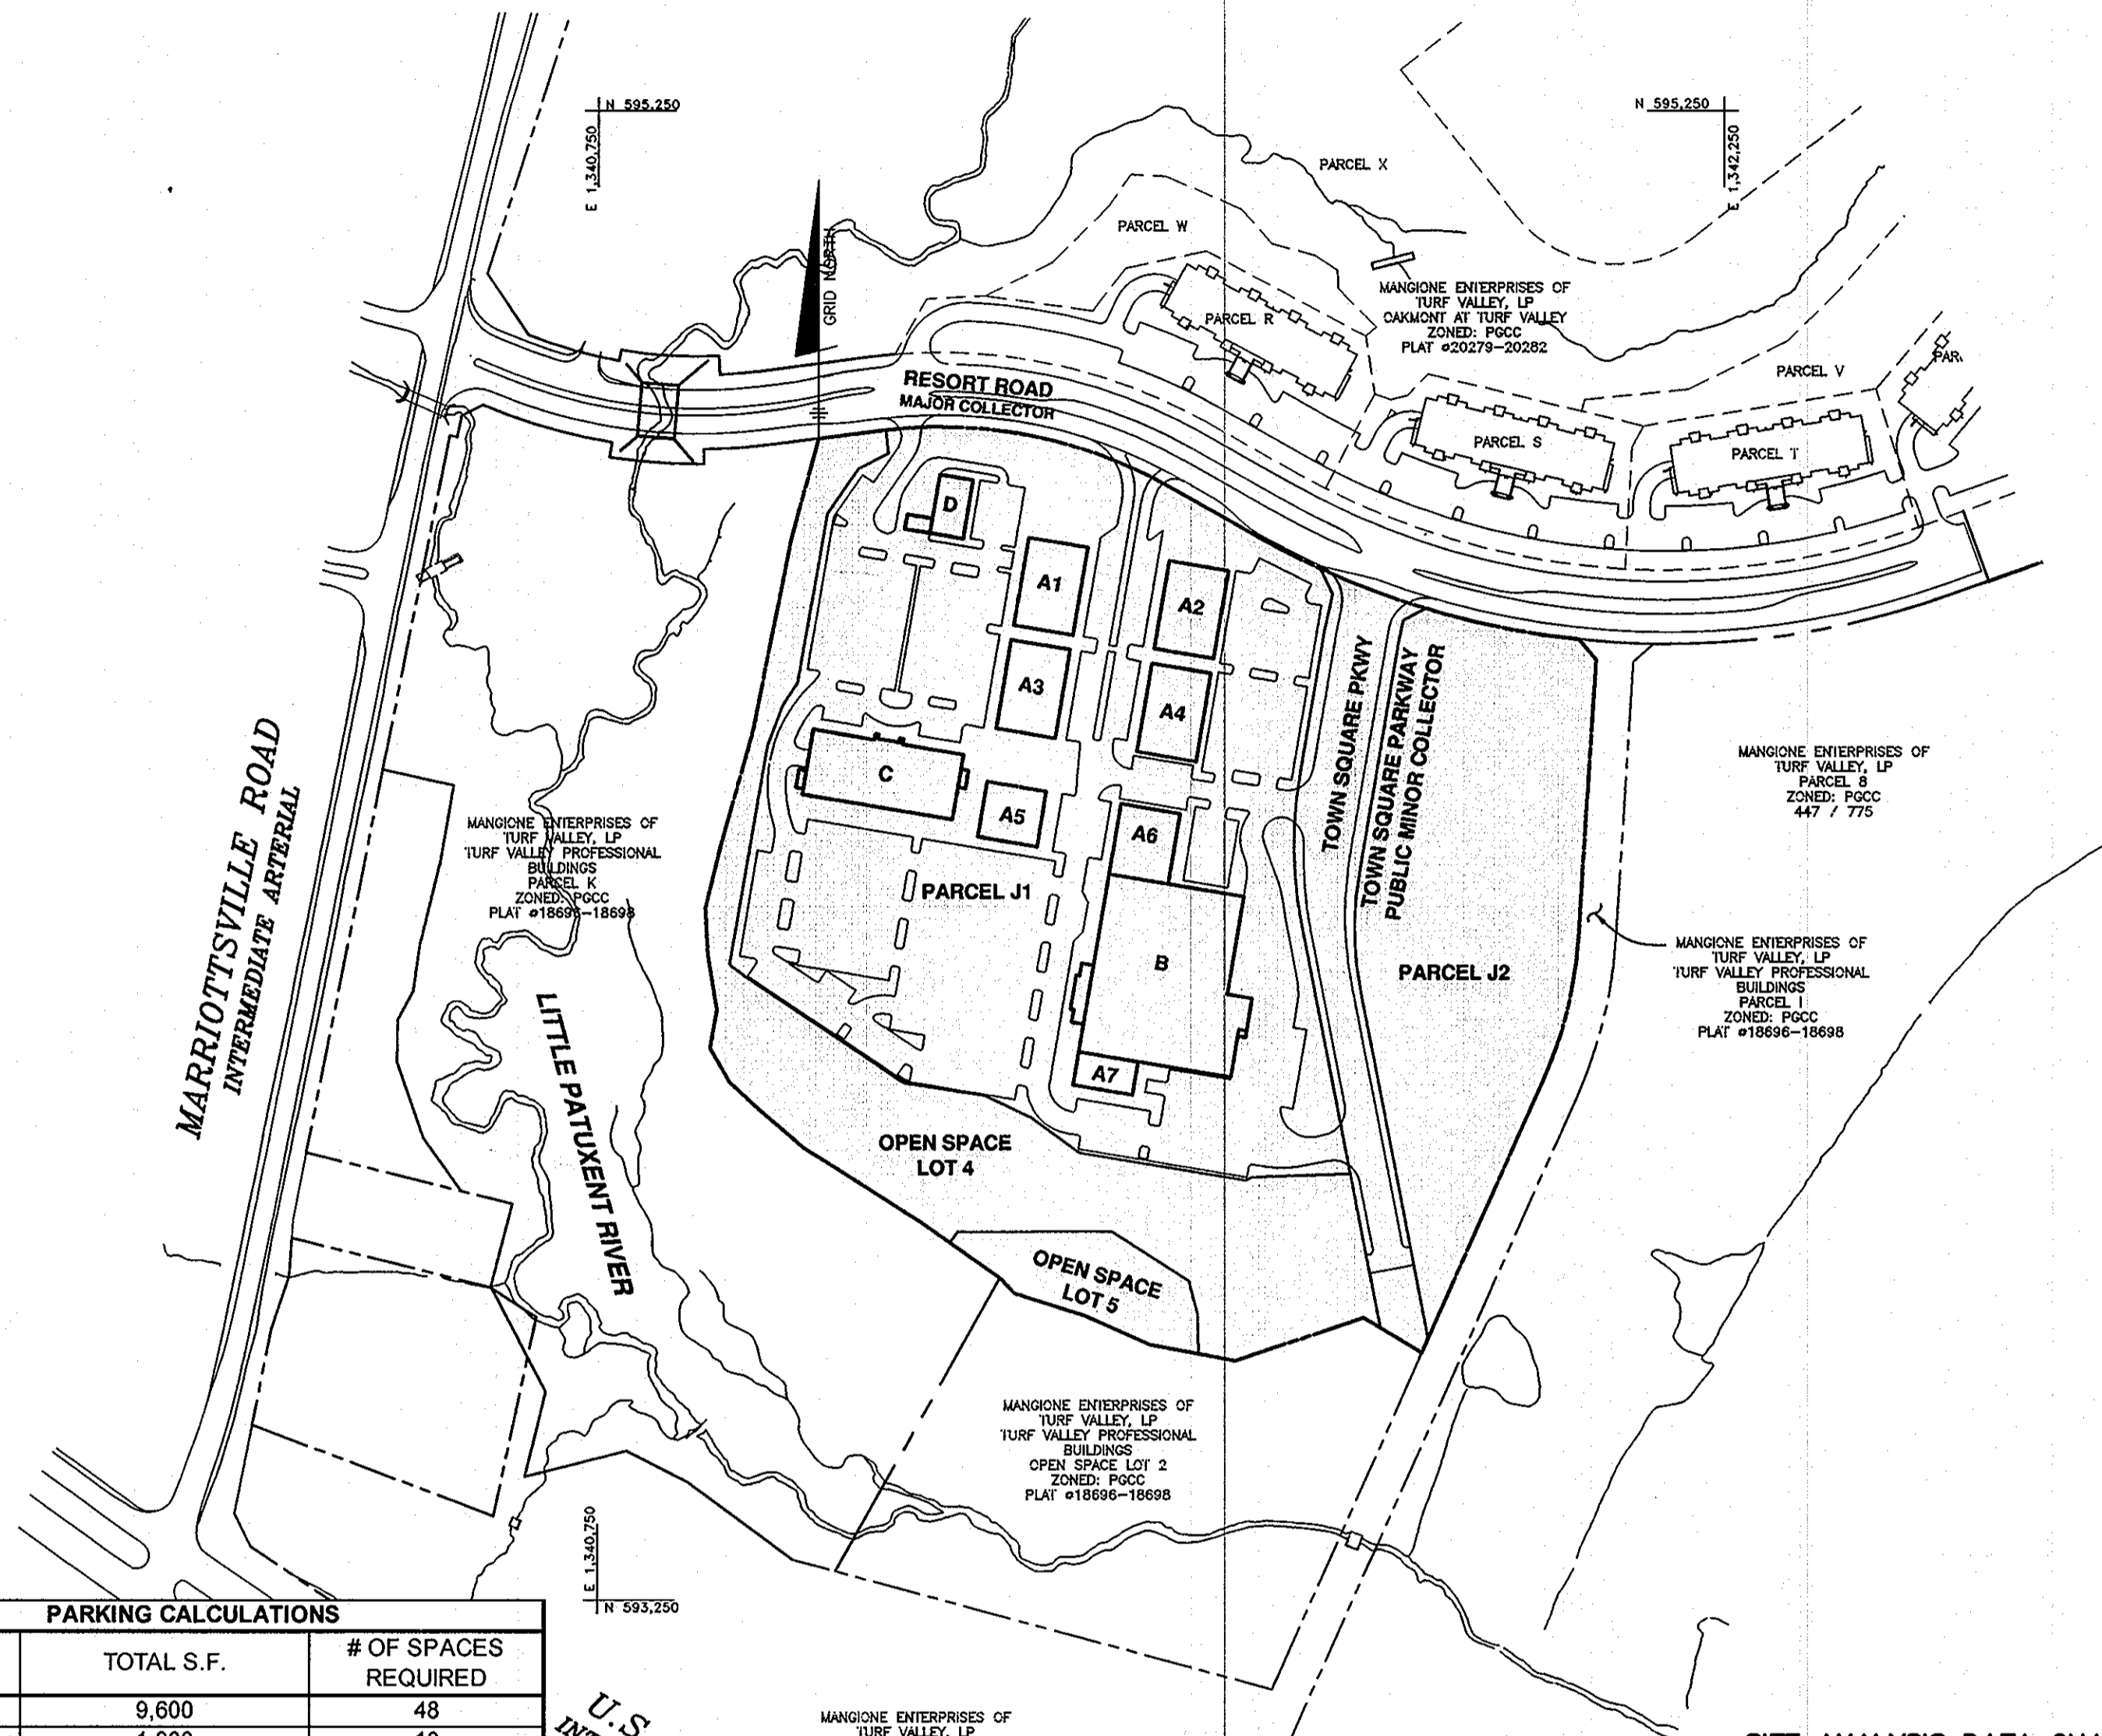 N 595,250
E 1,340,750
N 595,250
E 1,342,250
GRID NORTH
PARCEL X
PARCEL W
PARCEL R
MANGIONE ENTERPRISES OF
TURF VALLEY, LP
OAKMONT AT TURF VALLEY
ZONED: PGCC
PLAT #20279-20282
PARCEL V
PAR
PARCEL S
PARCEL T
RESORT ROAD
MAJOR COLLECTOR
D
A1
A2
A3
A4
C
A5
A6
PARCEL J1
B
A7
TOWN SQUARE PKWY
TOWN SQUARE PARKWAY
PUBLIC MINOR COLLECTOR
PARCEL J2
MANGIONE ENTERPRISES OF
TURF VALLEY, LP
PARCEL 8
ZONED: PGCC
447 / 775
MANGIONE ENTERPRISES OF
TURF VALLEY, LP
TURF VALLEY PROFESSIONAL
BUILDINGS
PARCEL I
ZONED: PGCC
PLAT #18696-18698
MARRIOTTSVILLE ROAD
INTERMEDIATE ARTERIAL
MANGIONE ENTERPRISES OF
TURF VALLEY, LP
TURF VALLEY PROFESSIONAL
BUILDINGS
PARCEL K
ZONED: PGCC
PLAT #18696-18698
LITTLE PATUXENT RIVER
OPEN SPACE
LOT 4
OPEN SPACE
LOT 5
MANGIONE ENTERPRISES OF
TURF VALLEY, LP
TURF VALLEY PROFESSIONAL
BUILDINGS
OPEN SPACE LOT 2
ZONED: PGCC
PLAT #18696-18698
E 1,340,750
N 593,250
PARKING CALCULATIONS
TOTAL S.F.
# OF SPACES
REQUIRED
9,600
48
U.S
MANGIONE ENTERPRISES OF
TURF VALLEY, LP